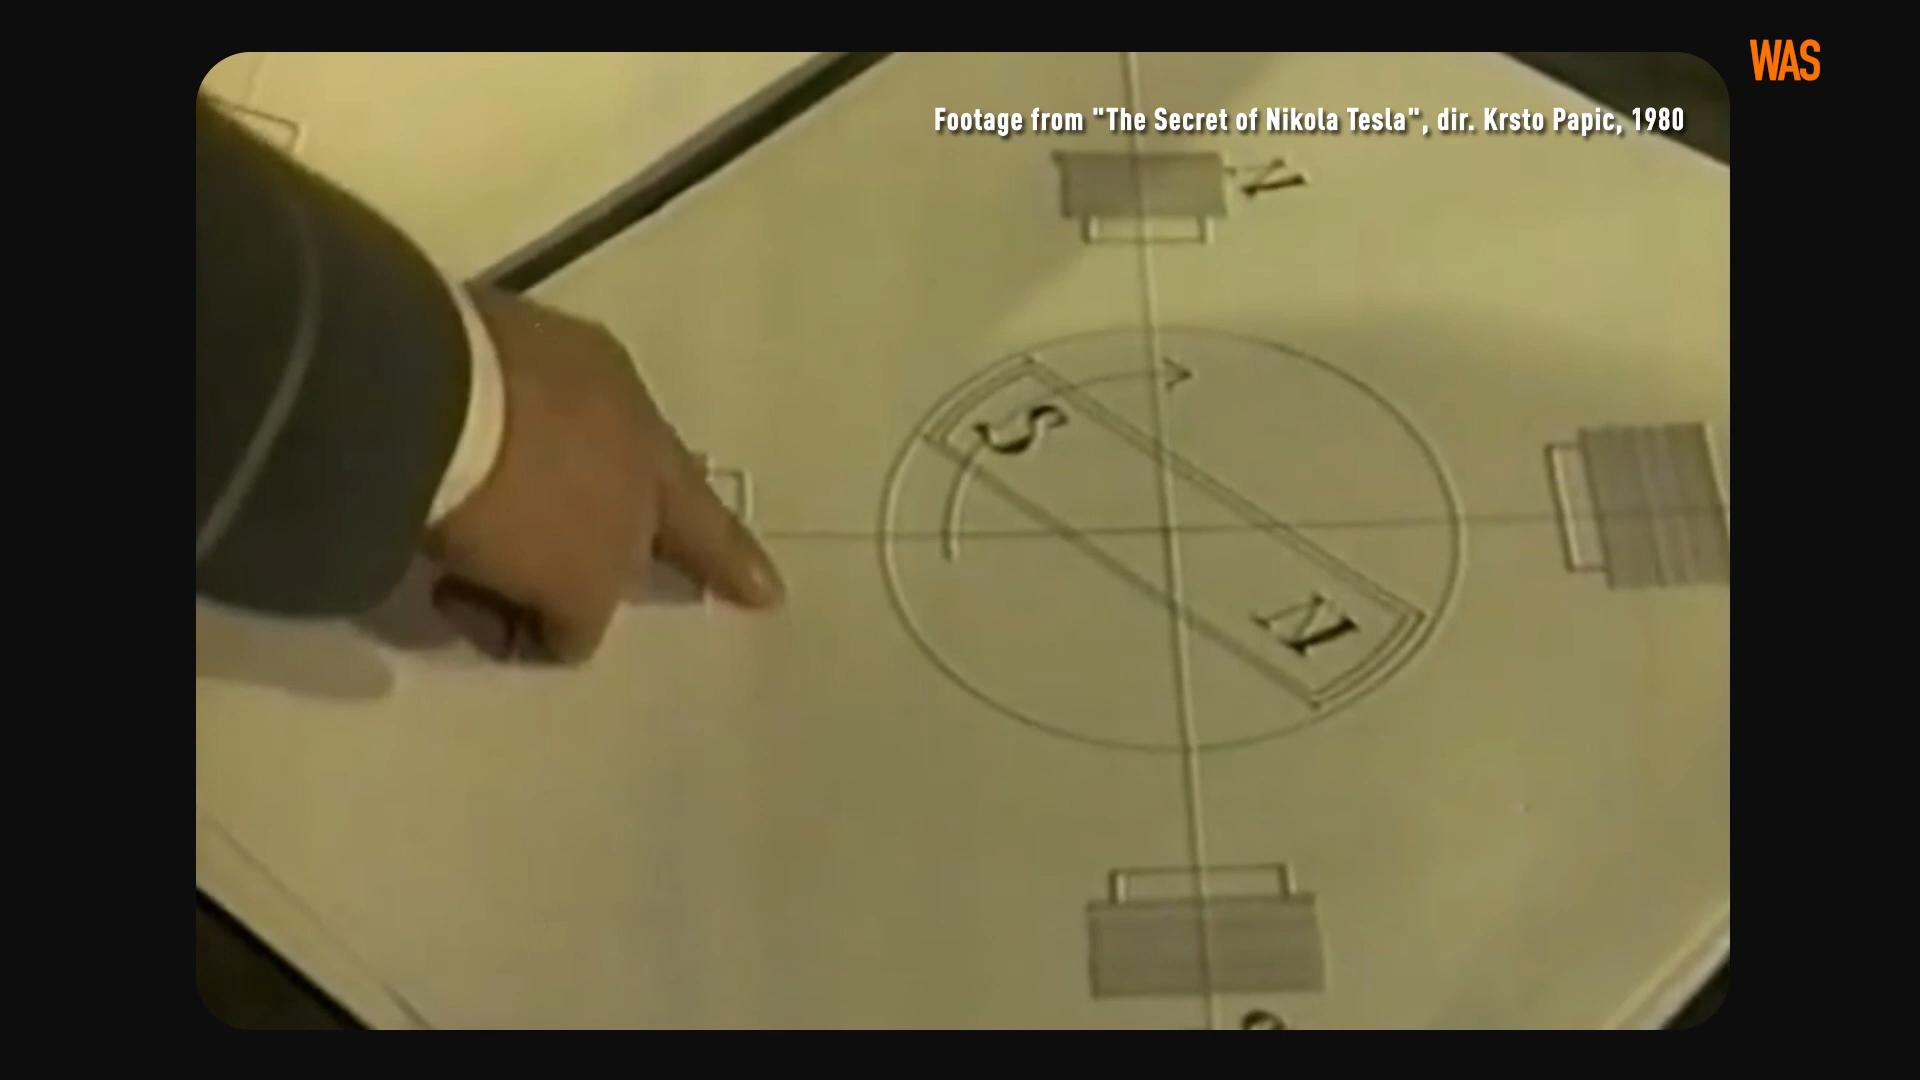 WAS
Footage from "The Secret of Nikola Tesla", dir. Krsto Papic, 1980
N
S
N